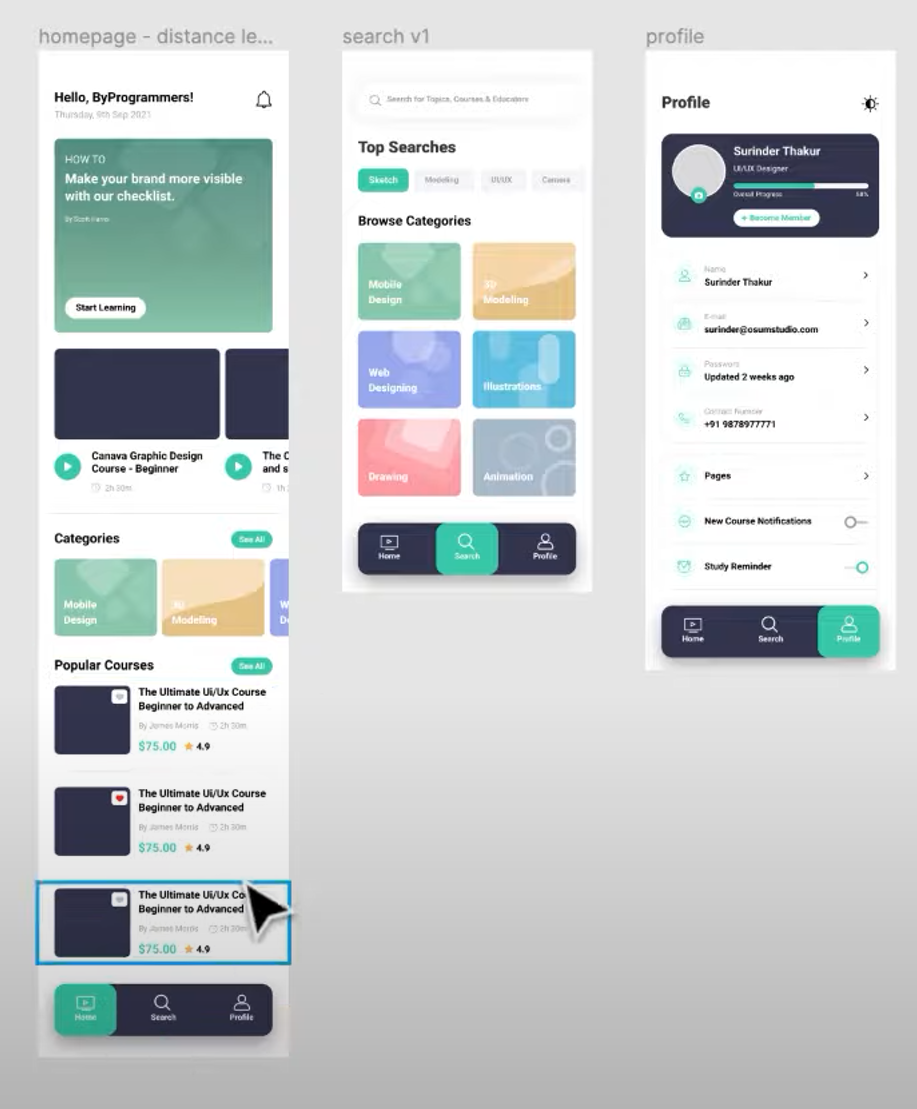 homepage - distance le...
Hello, ByProgrammers!
Thursday, 9th Sep 2021
HOW TO
Make your brand more visible
with our checklist.
By Scott Harris
Start Learning
Canava Graphic Design
Course - Beginner
2h 30m
The C
and s
1h
Categories
See All
Mobile
Design
3D
Modeling
W
D
Popular Courses
See All
The Ultimate Ui/Ux Course
Beginner to Advanced
By James Morris
2h 30m
$75.00
4.9
The Ultimate Ui/Ux Course
Beginner to Advanced
By James Morris
2h 30m
$75.00
4.9
The Ultimate Ui/Ux Co
Beginner to Advanced
By James Morris
2h 30m
$75.00
4.9
Home
Search
Profile
search v1
Search for Topics, Courses & Educators
Top Searches
Sketch
Modeling
UI/UX
Camera
Browse Categories
Mobile
Design
3D
Modeling
Web
Designing
Illustrations
Drawing
Animation
Home
Search
Profile
profile
Profile
Surinder Thakur
UI/UX Designer
Overall Progress
+ Become Member
Name
Surinder Thakur
E-mail
surinder@osumstudio.com
Password
Updated 2 weeks ago
Contact Number
+91 9878977771
Pages
New Course Notifications
Study Reminder
Home
Search
Profile